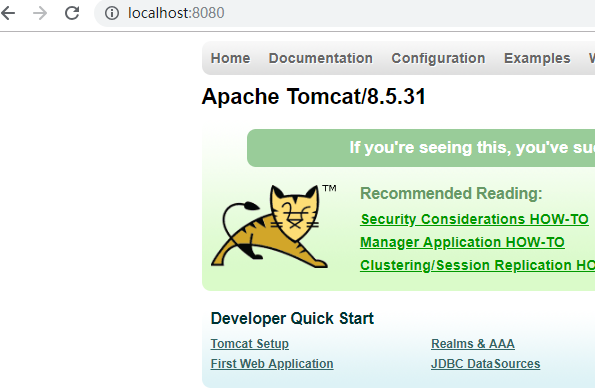 localhost:8080
Home Documentation Configuration Examples
Apache Tomcat/8.5.31
If you're seeing this, you've su
TM
Recommended Reading:
Security Considerations HOW-TO
Manager Application HOW-TO
Clustering/Session Replication HO
Developer Quick Start
Tomcat Setup Realms & AAA
First Web Application JDBC DataSources